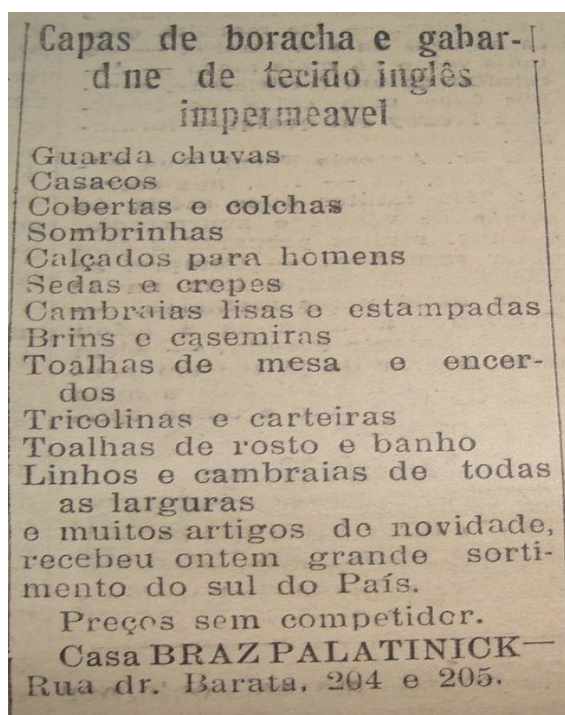 Capas de boracha e gabar-
d'ne de tecido inglês
impermeavel
Guarda chuvas
Casacos
Cobertas e colchas
Sombrinhas
Calçados para homens
Sedas e crepes
Cambraias lisas e estampadas
Brins e casemiras
Toalhas de mesa e encer-
dos
Tricolinas e carteiras
Toalhas de rosto e banho
Linhos e cambraias de todas
as larguras
e muitos artigos de novidade,
recebeu ontem grande sorti-
mento do sul do País.
Preços sem competidor.
Casa BRAZ PALATINICK—
Rua dr. Barata, 204 e 205.